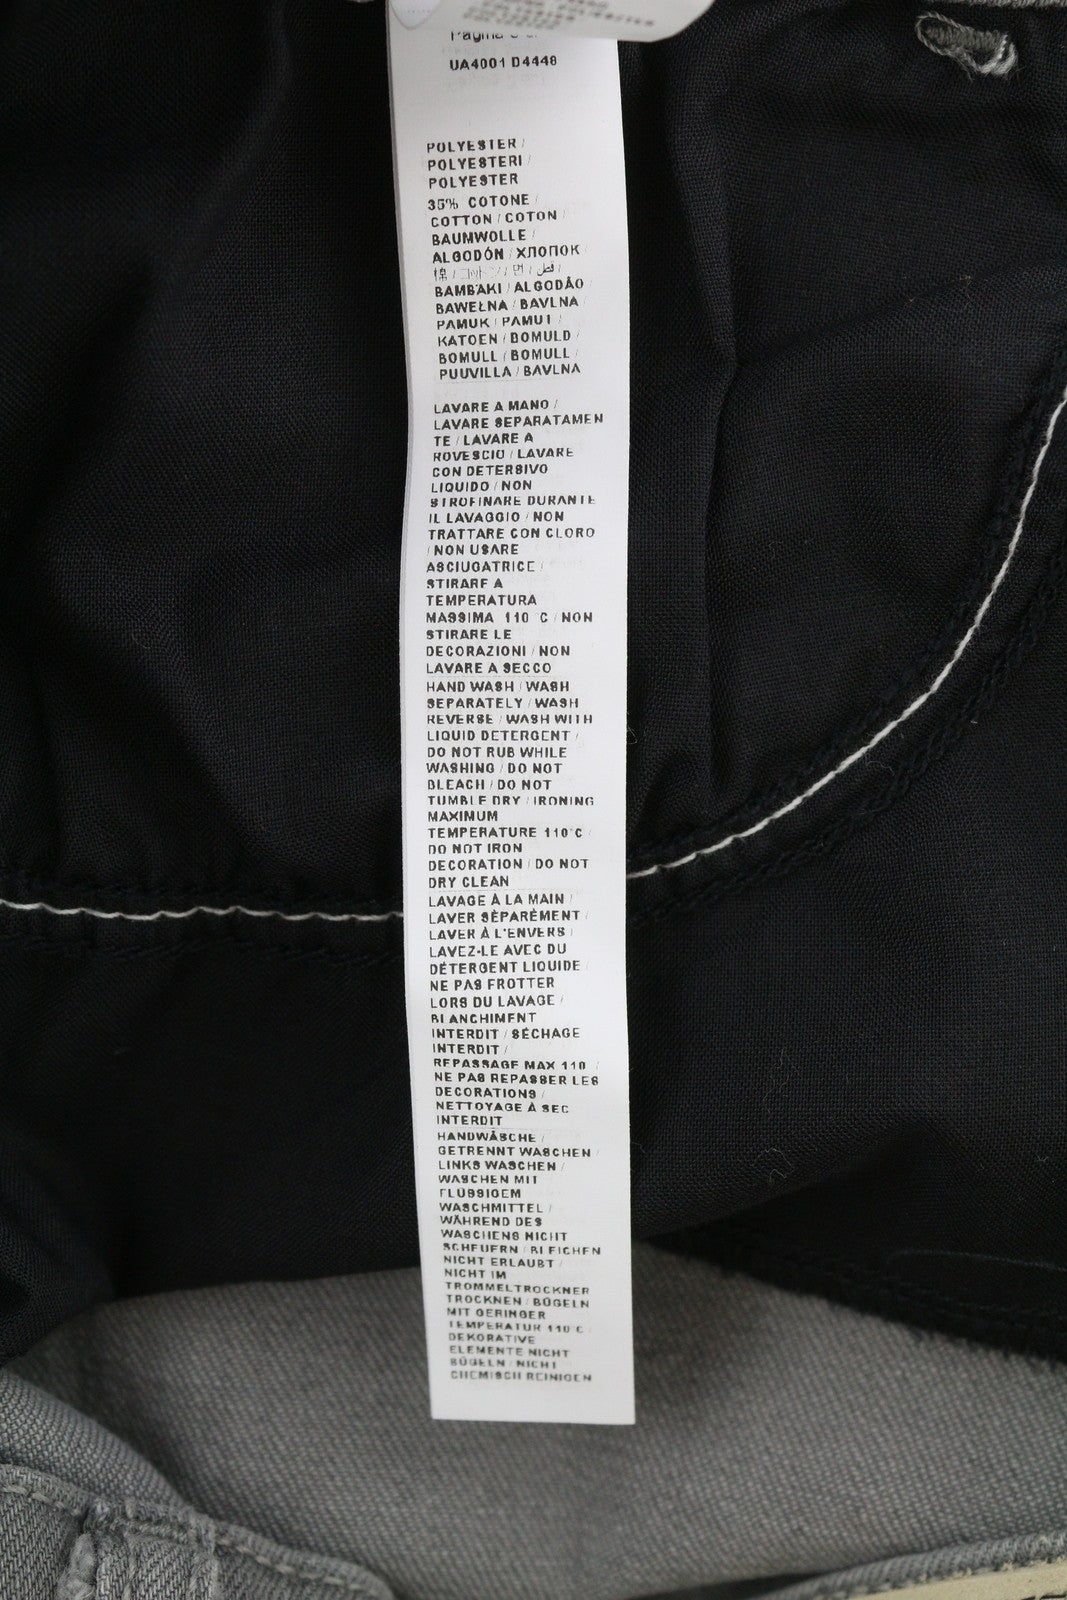 UA4001 D4448
POLYESTER /
POLYESTERI /
POLYESTER
35% COTONE /
COTTON / COTON /
BAUMWOLLE /
ALGODÓN / ХЛОПОК /
棉 / コットン / 면 / قطن /
BAMBAKI / ALGODÃO /
BAWEŁNA / BAVLNA /
PAMUK / PAMUT /
KATOEN / BOMULD /
BOMULL / BOMULL /
PUUVILLA / BAVLNA
LAVARE A MANO /
LAVARE SEPARATAMEN
TE / LAVARE A
ROVESCIO / LAVARE
CON DETERSIVO
LIQUIDO / NON
STROFINARE DURANTE
IL LAVAGGIO / NON
TRATTARE CON CLORO
/ NON USARE
ASCIUGATRICE /
STIRARE A
TEMPERATURA
MASSIMA 110°C / NON
STIRARE LE
DECORAZIONI / NON
LAVARE A SECCO
HAND WASH / WASH
SEPARATELY / WASH
REVERSE / WASH WITH
LIQUID DETERGENT /
DO NOT RUB WHILE
WASHING / DO NOT
BLEACH / DO NOT
TUMBLE DRY / IRONING
MAXIMUM
TEMPERATURE 110°C /
DO NOT IRON
DECORATION / DO NOT
DRY CLEAN
LAVAGE À LA MAIN /
LAVER SÉPARÉMENT /
LAVER À L'ENVERS /
LAVEZ-LE AVEC DU
DÉTERGENT LIQUIDE /
NE PAS FROTTER
LORS DU LAVAGE /
BLANCHIMENT
INTERDIT / SÉCHAGE
INTERDIT /
REPASSAGE MAX 110 /
NE PAS REPASSER LES
DECORATIONS /
NETTOYAGE À SEC
INTERDIT
HANDWÄSCHE /
GETRENNT WASCHEN /
LINKS WASCHEN /
WASCHEN MIT
FLÜSSIGEM
WASCHMITTEL /
WÄHREND DES
WASCHENS NICHT
SCHEUERN / BLEICHEN
NICHT ERLAUBT /
NICHT IM
TROMMELTROCKNER
TROCKNEN / BÜGELN
MIT GERINGER
TEMPERATUR 110°C /
DEKORATIVE
ELEMENTE NICHT
BÜGELN / NICHT
CHEMISCH REINIGEN